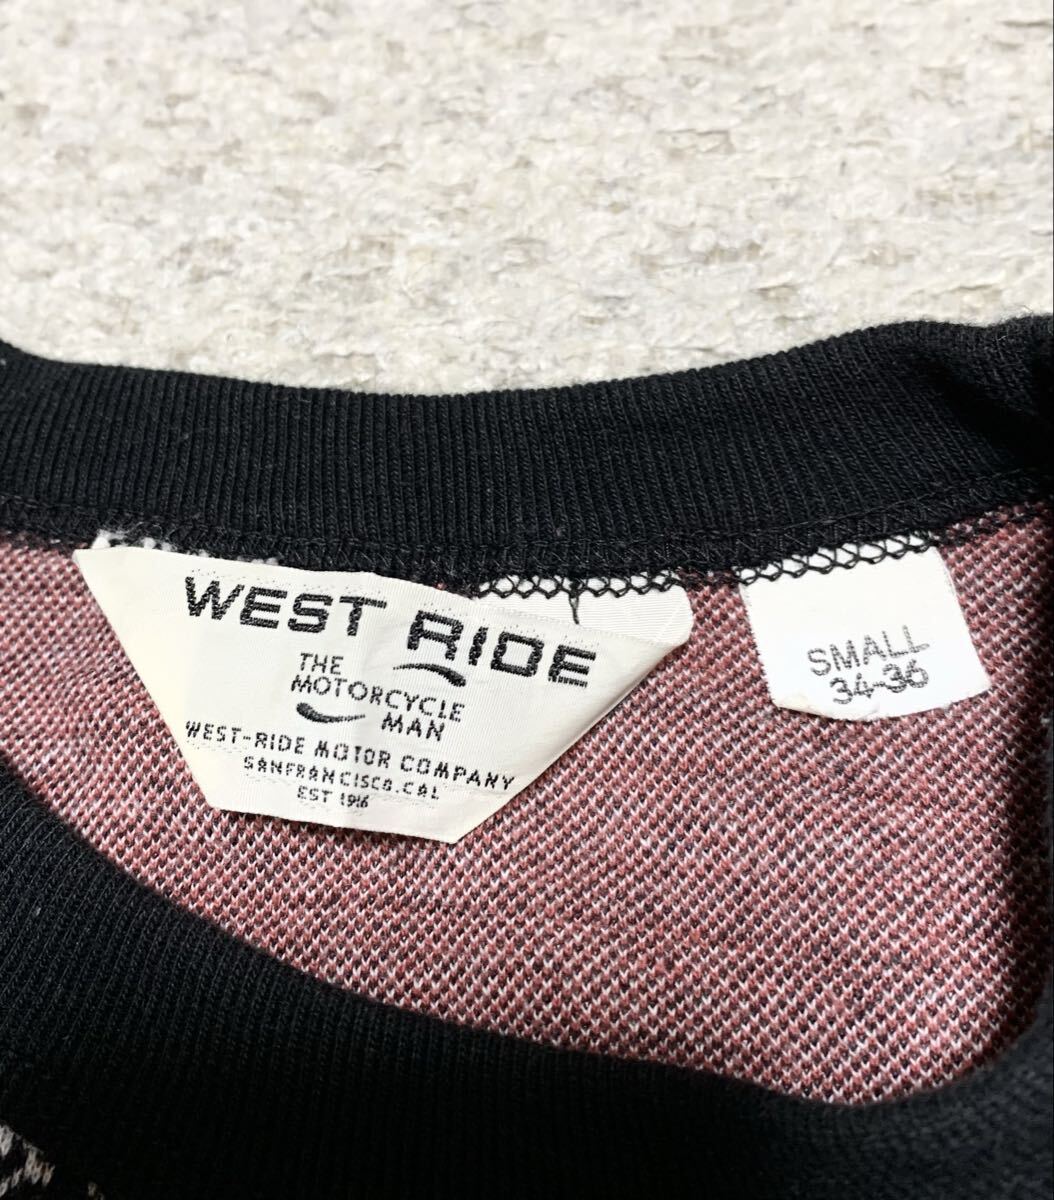 WEST RIDE
THE
MOTORCYCLE
MAN
WEST-RIDE MOTOR COMPANY
SANFRANCISCO.CAL
EST 1916
SMALL
34-36